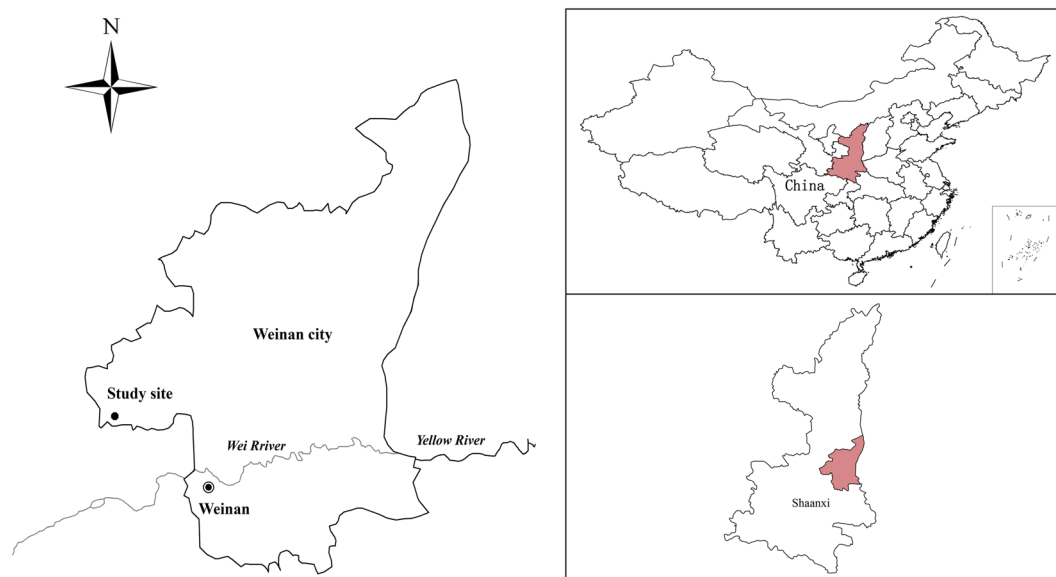 N
Weinan city
Study site
Wei Rriver
Yellow River
Weinan
China
Shaanxi